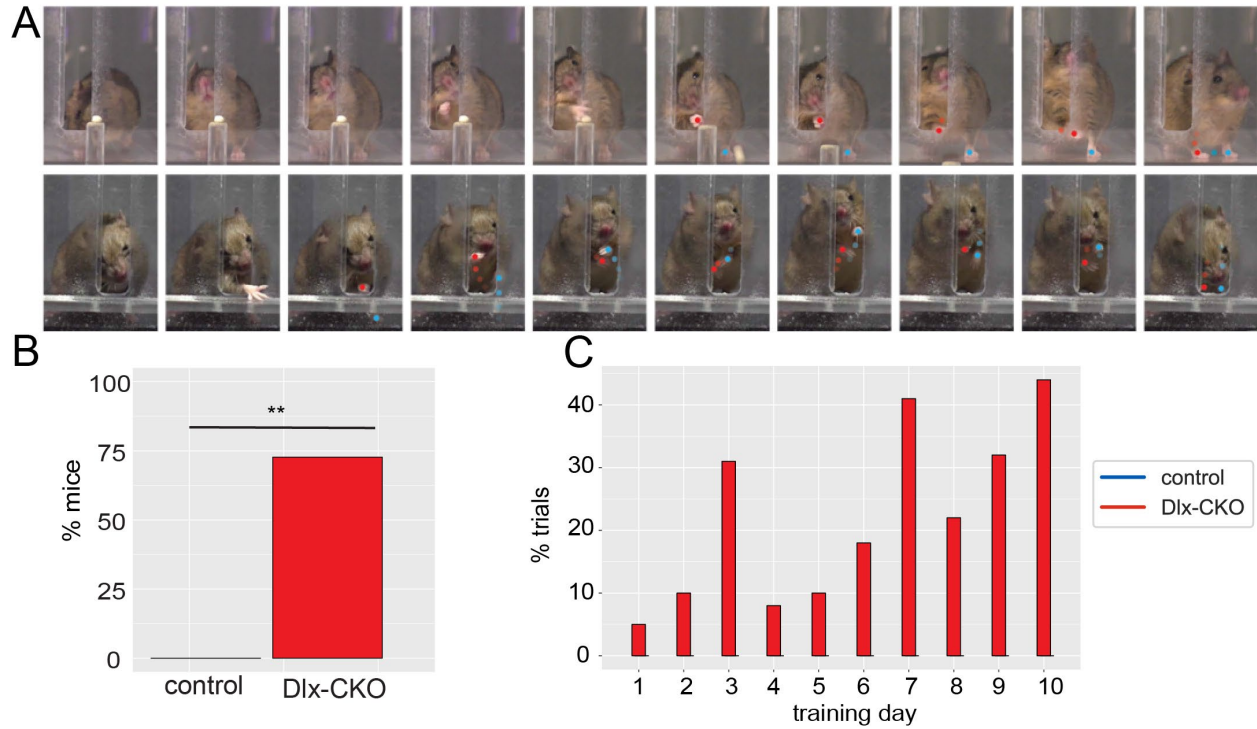 A
B
100
75
50
25
0
% mice
**
control
Dlx-CKO
C
40
30
20
10
0
% trials
1 2 3 4 5 6 7 8 9 10
training day
control
Dlx-CKO